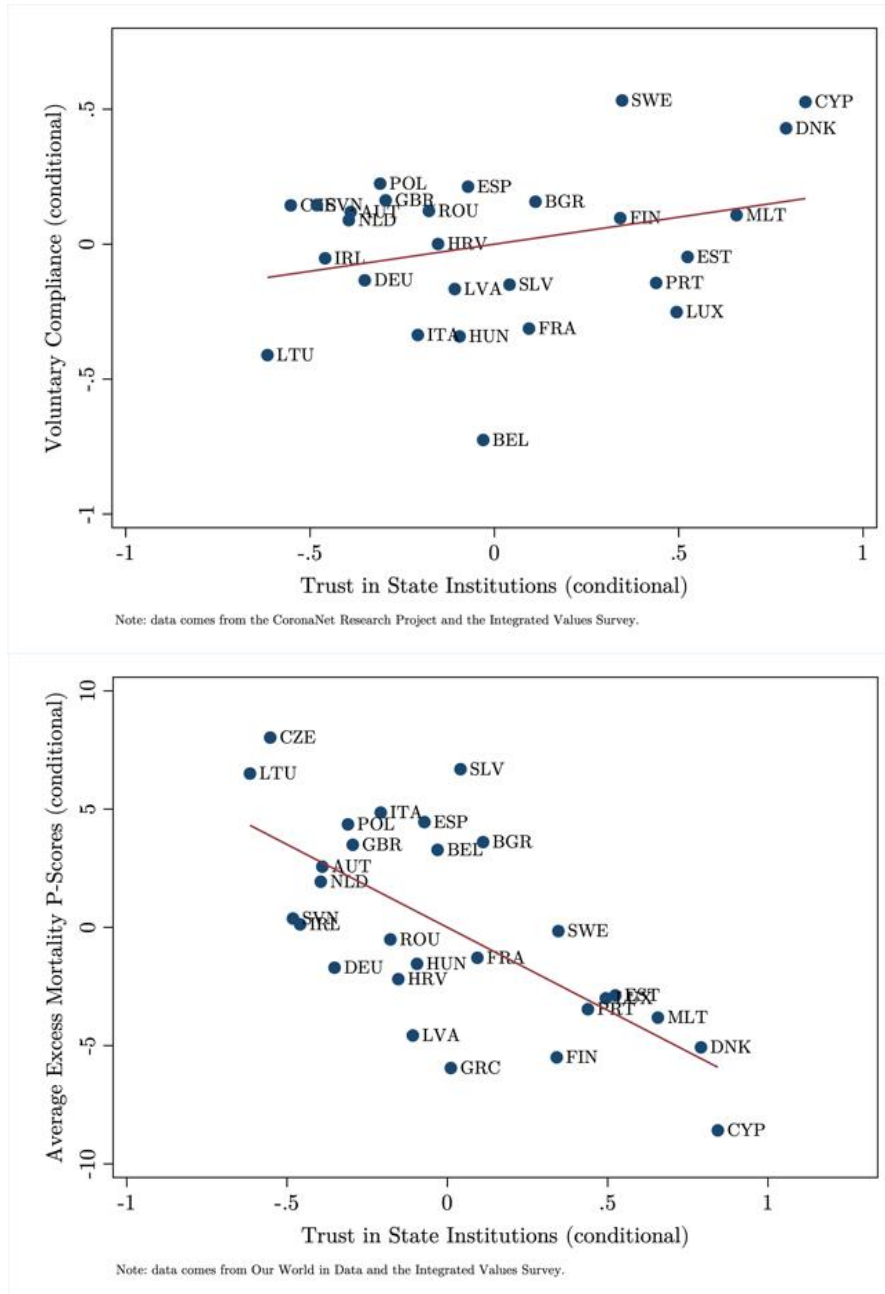 Voluntary Compliance (conditional)
.5
0
-.5
-1
SWE
CYP
DNK
POL
ESP
GBR
BGR
SVN
AUT
ROU
NLD
FIN
MLT
HRV
IRL
EST
DEU
LVA
SLV
PRT
LUX
ITA
HUN
FRA
LTU
BEL
-1
-.5
0
.5
1
Trust in State Institutions (conditional)
Note: data comes from the CoronaNet Research Project and the Integrated Values Survey.
Average Excess Mortality P-Scores (conditional)
10
5
0
-5
-10
CZE
LTU
SLV
ITA
POL
ESP
GBR
BEL
BGR
AUT
NLD
SVN
IRL
SWE
ROU
DEU
HUN
FRA
HRV
EST
LUX
PRT
MLT
LVA
DNK
GRC
FIN
CYP
-1
-.5
0
.5
1
Trust in State Institutions (conditional)
Note: data comes from Our World in Data and the Integrated Values Survey.